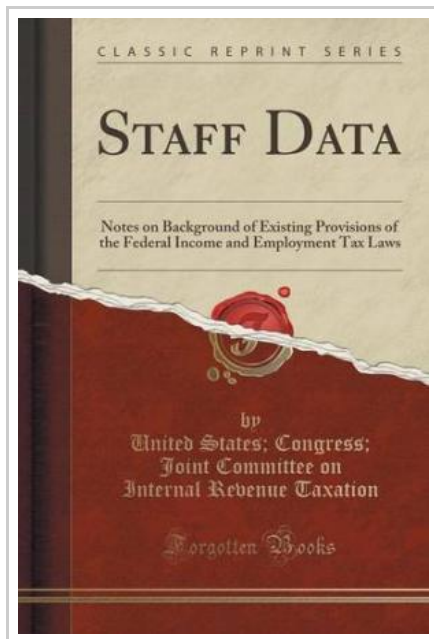 CLASSIC REPRINT SERIES
STAFF DATA
Notes on Background of Existing Provisions of
the Federal Income and Employment Tax Laws
by
United States; Congress;
Joint Committee on
Internal Revenue Taxation
Forgotten Books